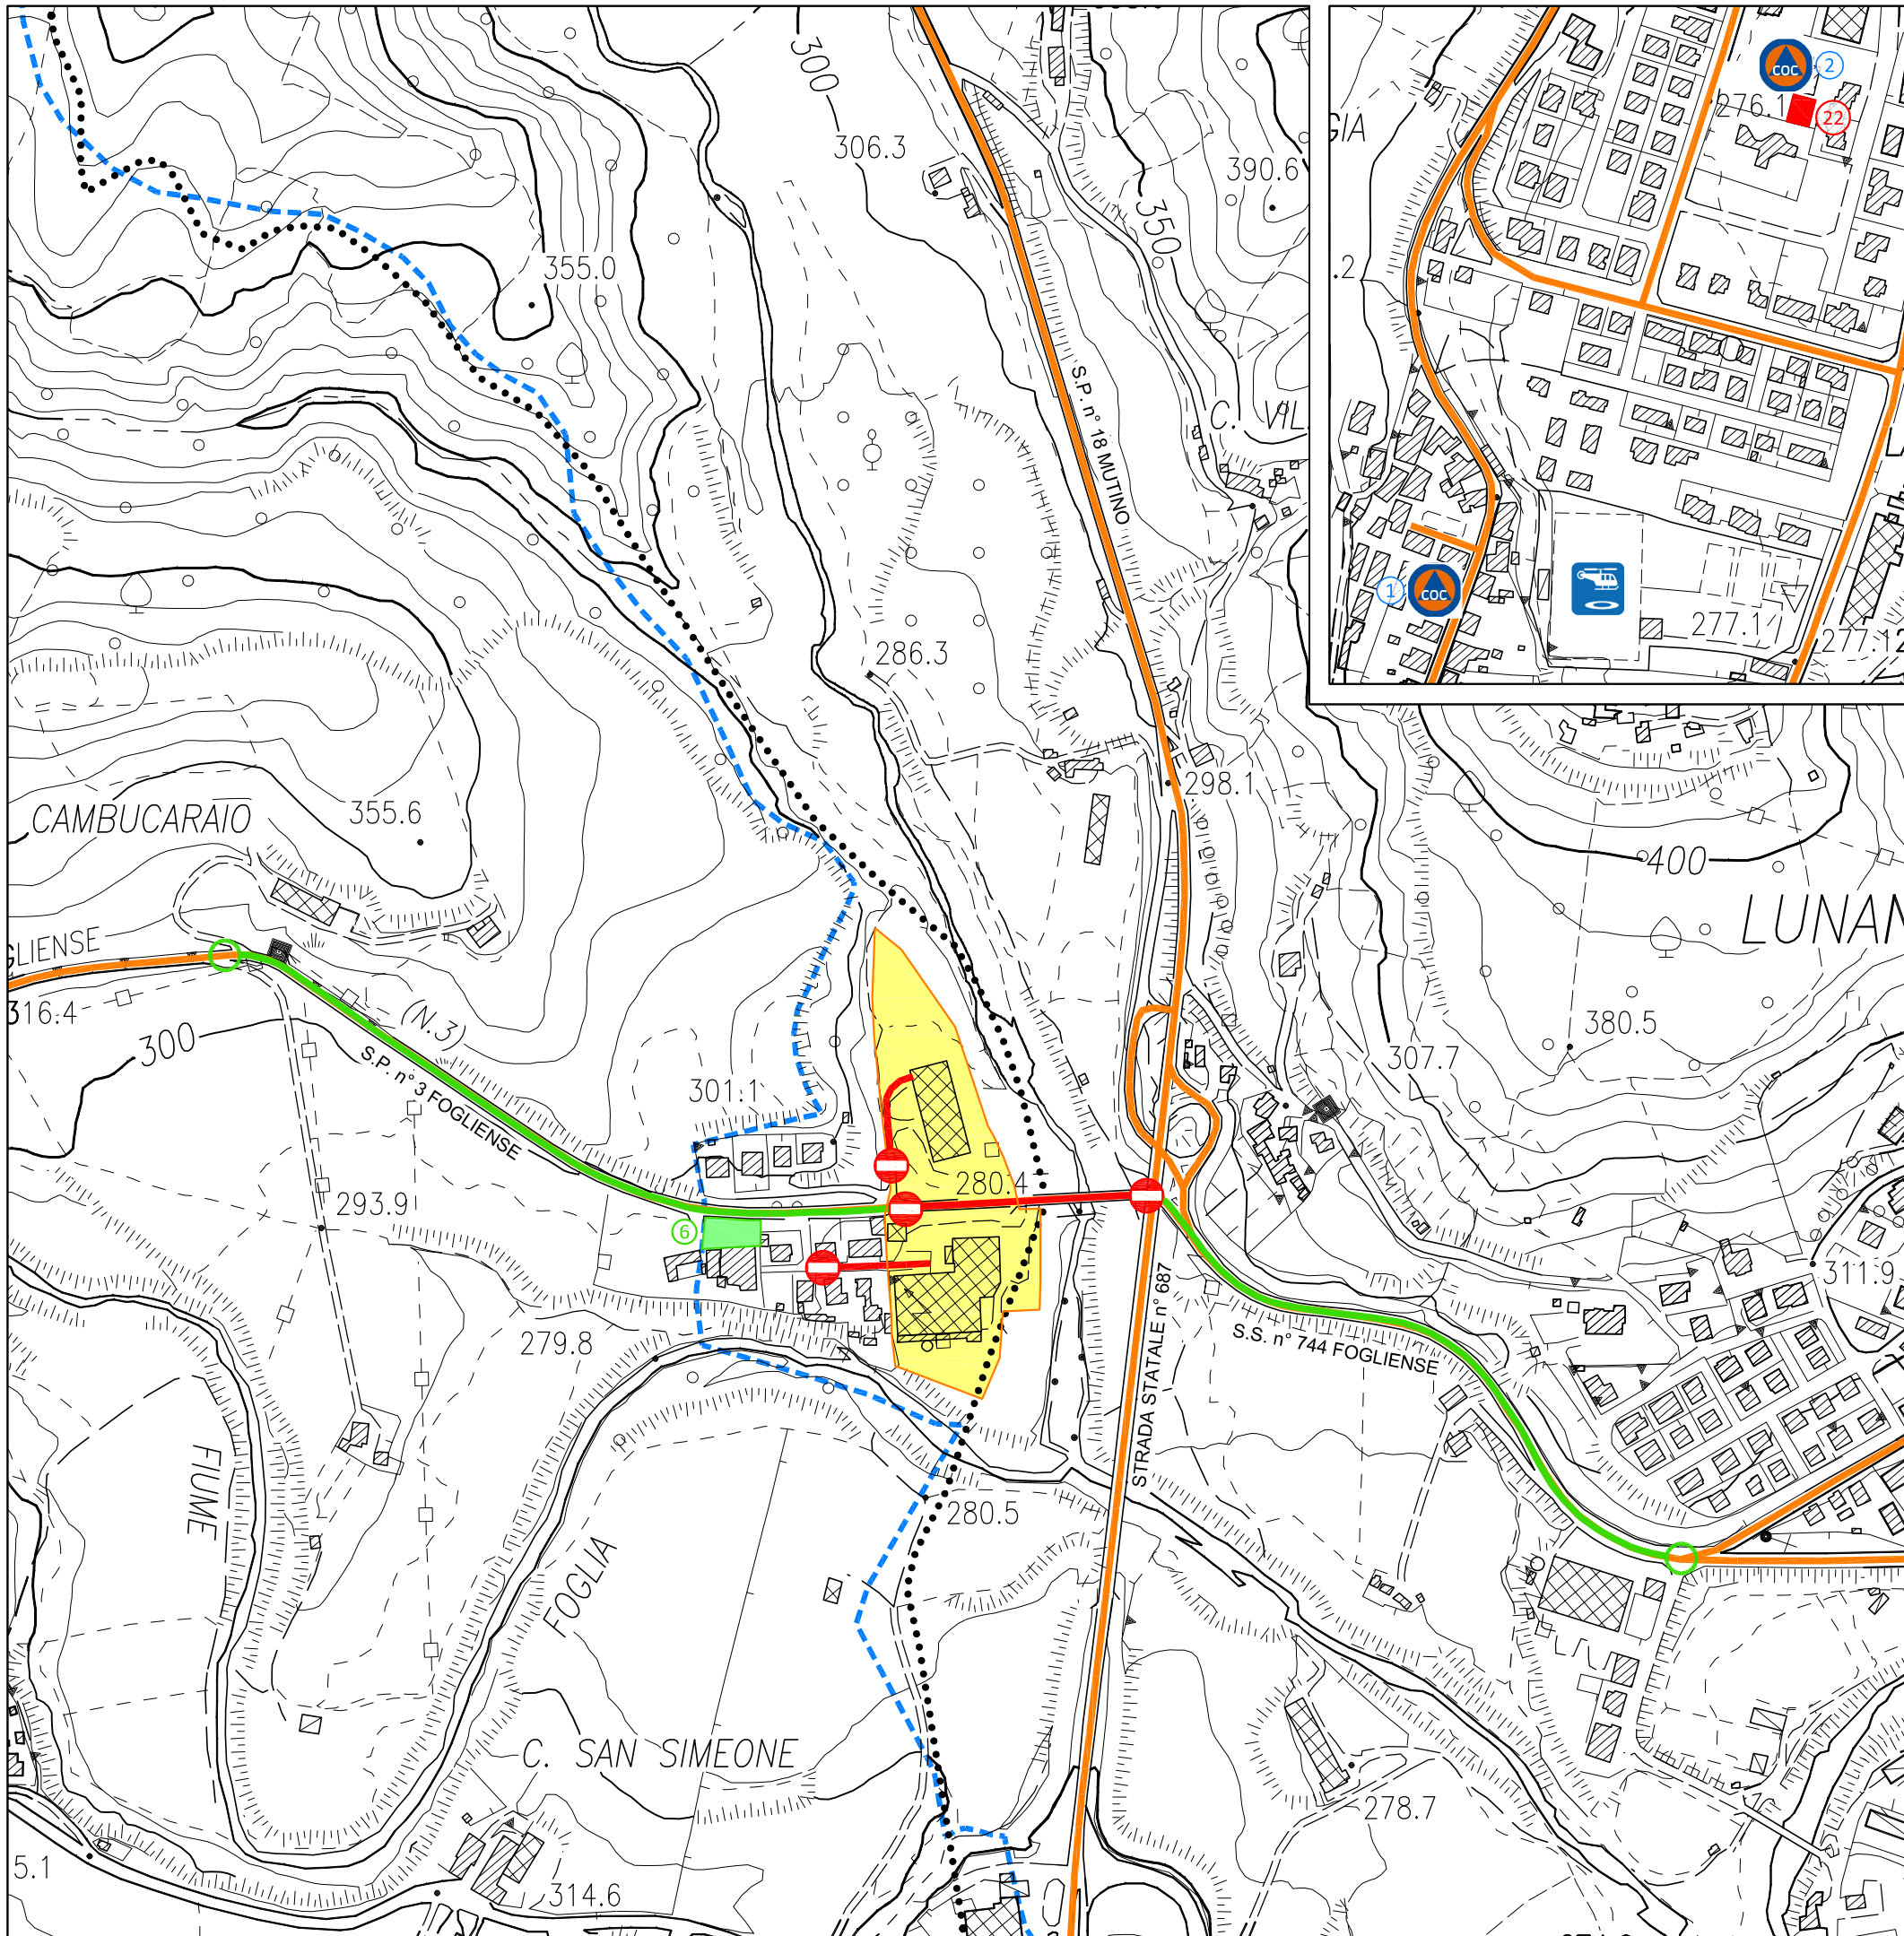 300
306.3
390.6
350
355.0
S.P. n° 18 MUTINO
C. VIL
286.3
298.1
CAMBUCARAIO
355.6
400
LUNAN
GLIENSE
316.4
(N.3)
300
S.P. n° 3 FOGLIENSE
301.1
380.5
307.7
293.9
280.4
6
279.8
311.9
STRADA STATALE n° 687
S.S. n° 744 FOGLIENSE
FIUME
FOGLIA
280.5
C. SAN SIMEONE
278.7
5.1
314.6
COC
2
276.1
22
GIA
.2
1
COC
277.1
277.12